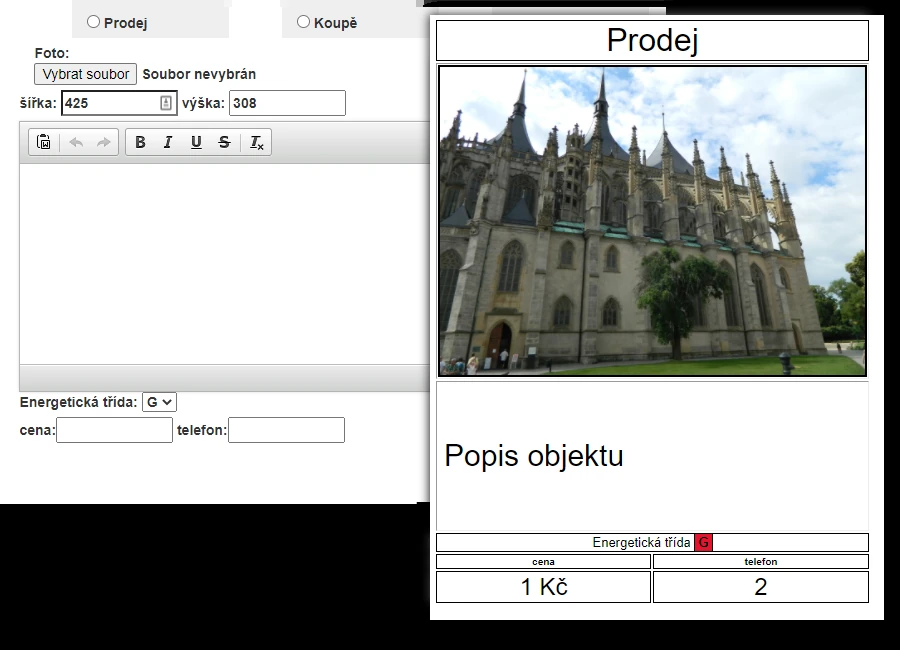 Prodej
Koupě
Foto:
Vybrat soubor Soubor nevybrán
šířka: 425 výška: 308
B I U S Tx
Energetická třída: G
cena: telefon:
Prodej
Popis objektu
Energetická třída G
cena telefon
1 Kč 2